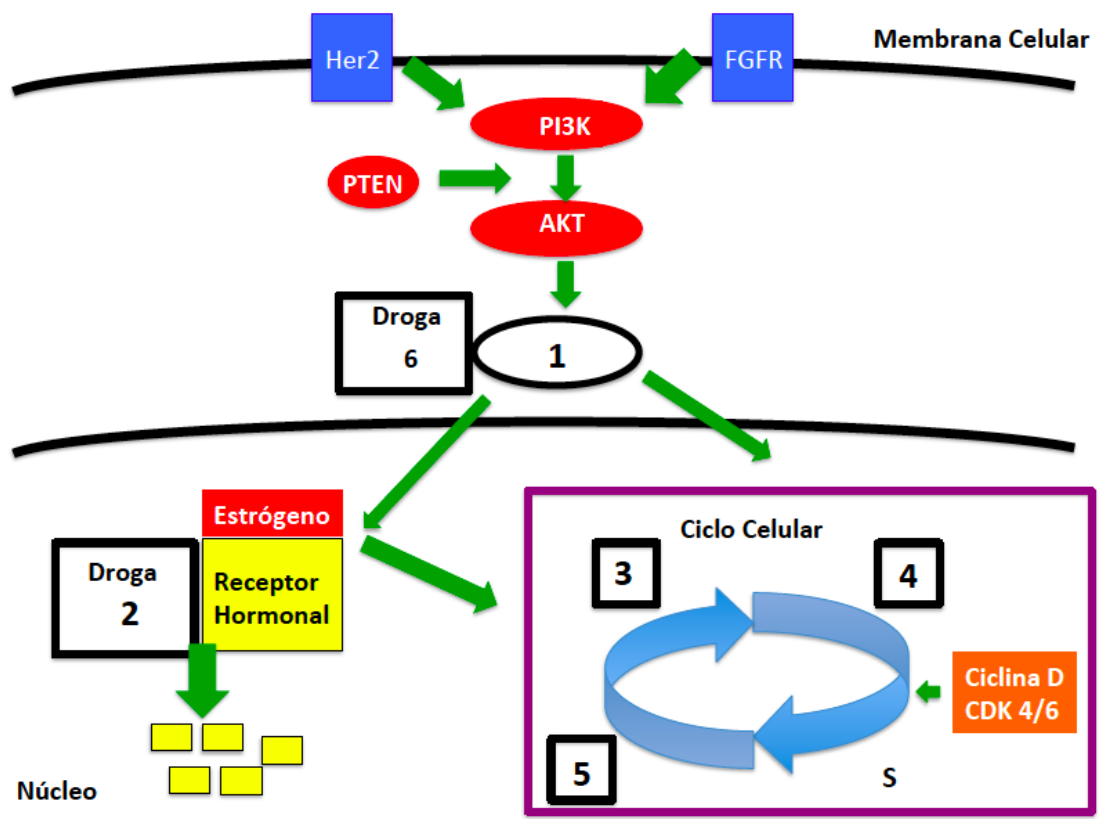 Membrana Celular
Her2
FGFR
PI3K
PTEN
AKT
Droga
6
1
Estrógeno
Droga
2
Receptor
Hormonal
Ciclo Celular
3
4
Ciclina D
CDK 4/6
5
S
Núcleo